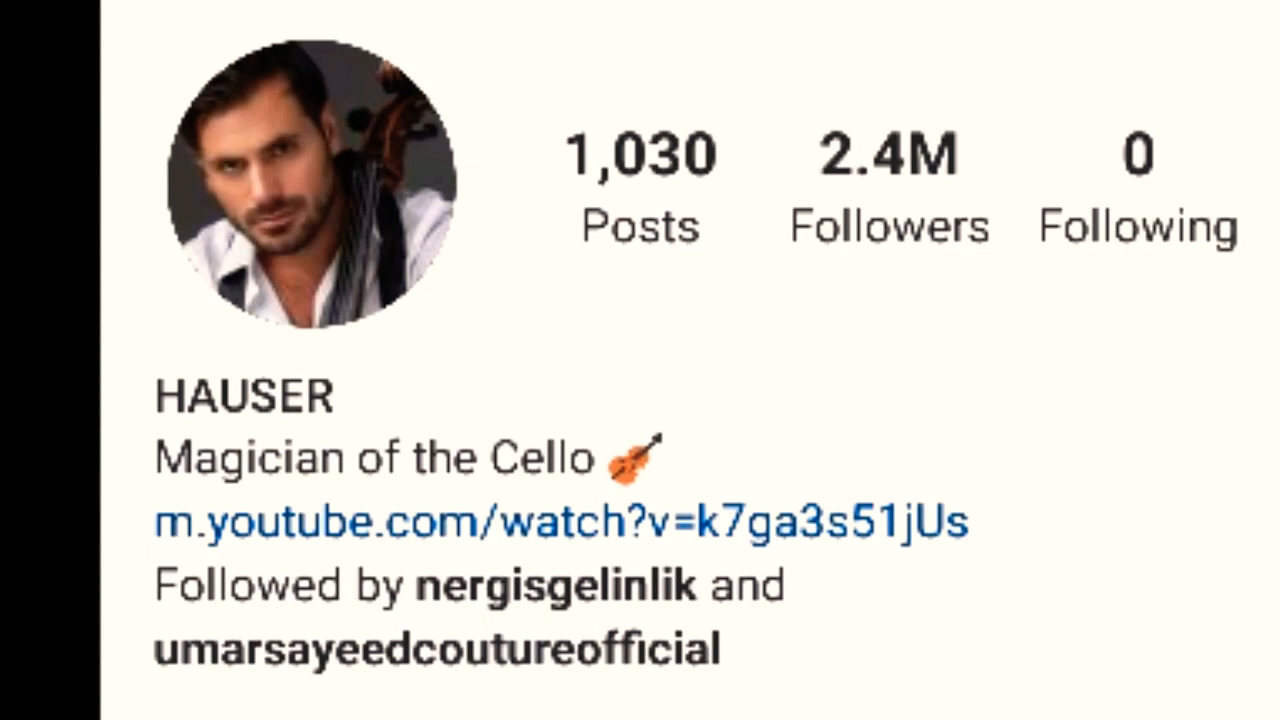 1,030 2.4M 0
Posts Followers Following
HAUSER
Magician of the Cello 🎻
m.youtube.com/watch?v=k7ga3s51jUs
Followed by nergisgelinlik and
umarsayeedcoutureofficial